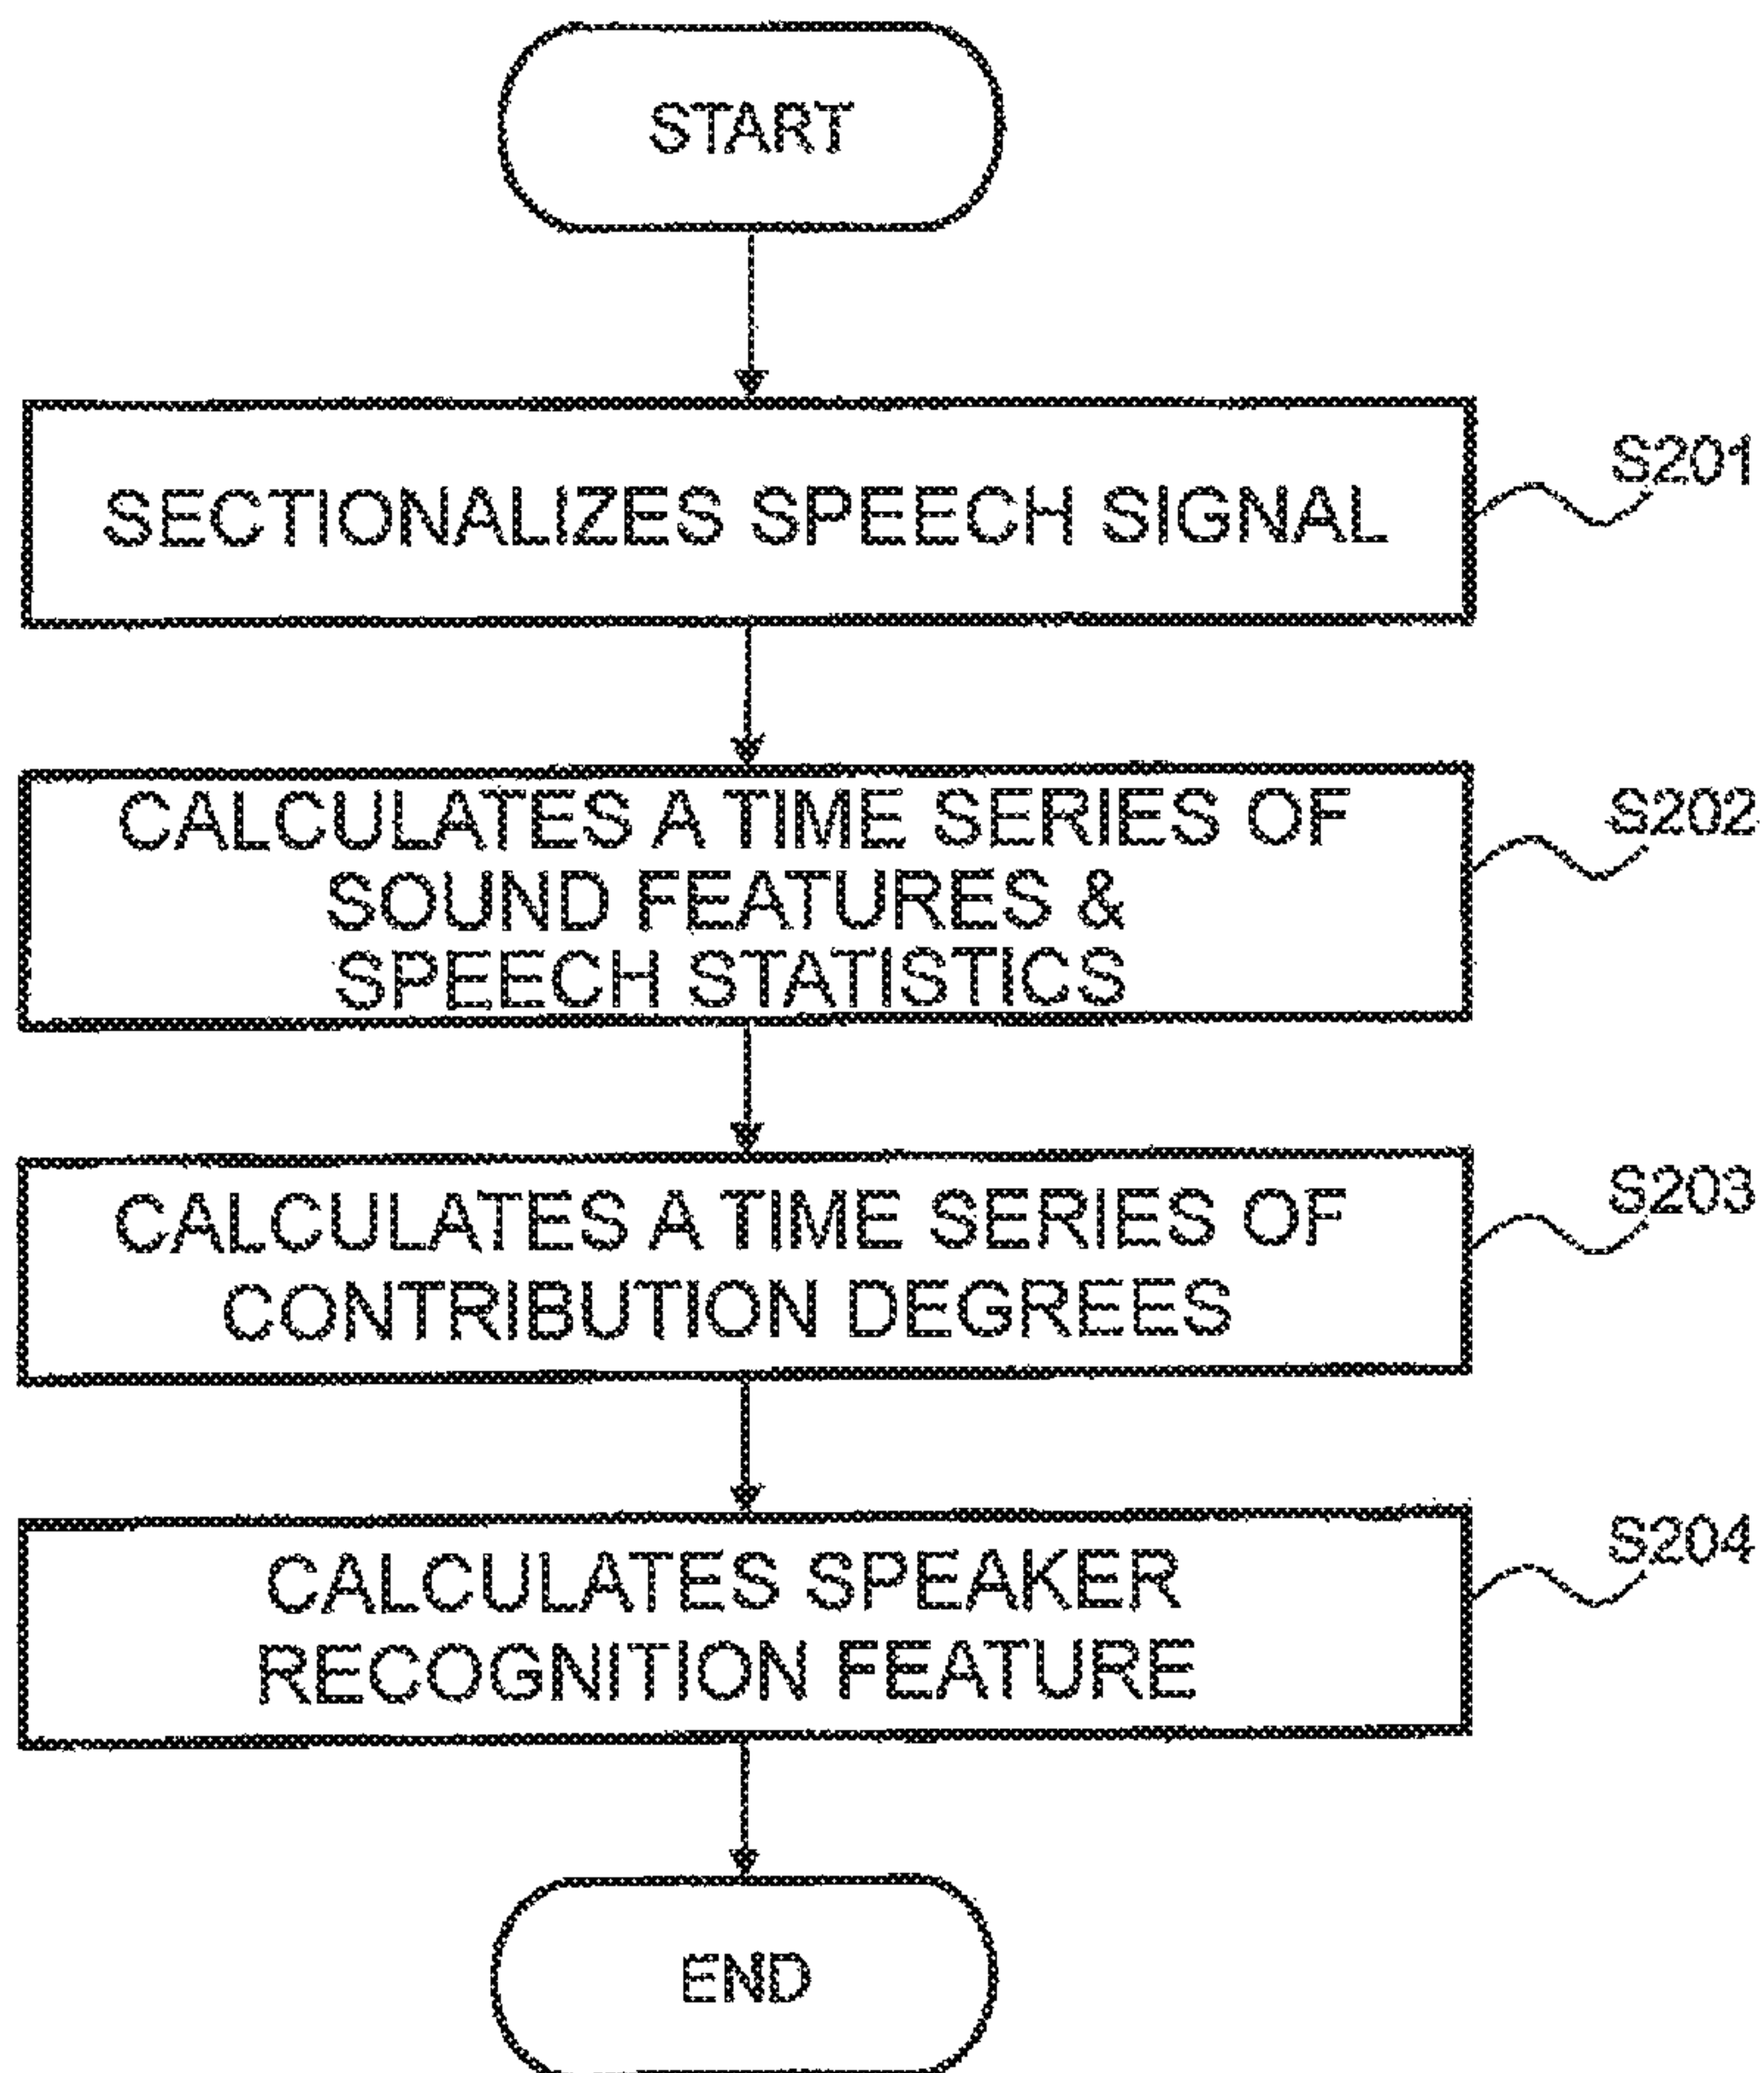 START
SECTIONALIZES SPEECH SIGNAL
S201
CALCULATES A TIME SERIES OF
SOUND FEATURES &
SPEECH STATISTICS
S202
CALCULATES A TIME SERIES OF
CONTRIBUTION DEGREES
S203
CALCULATES SPEAKER
RECOGNITION FEATURE
S204
END